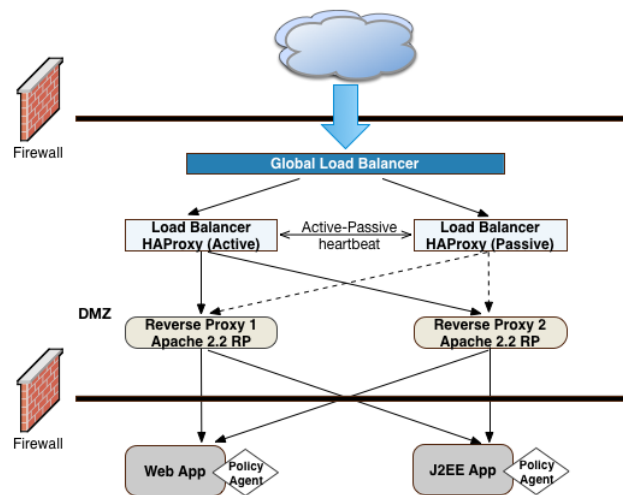 Firewall
Global Load Balancer
Load Balancer
HAProxy (Active)
Active-Passive
heartbeat
Load Balancer
HAProxy (Passive)
DMZ
Reverse Proxy 1
Apache 2.2 RP
Reverse Proxy 2
Apache 2.2 RP
Firewall
Web App
Policy
Agent
J2EE App
Policy
Agent